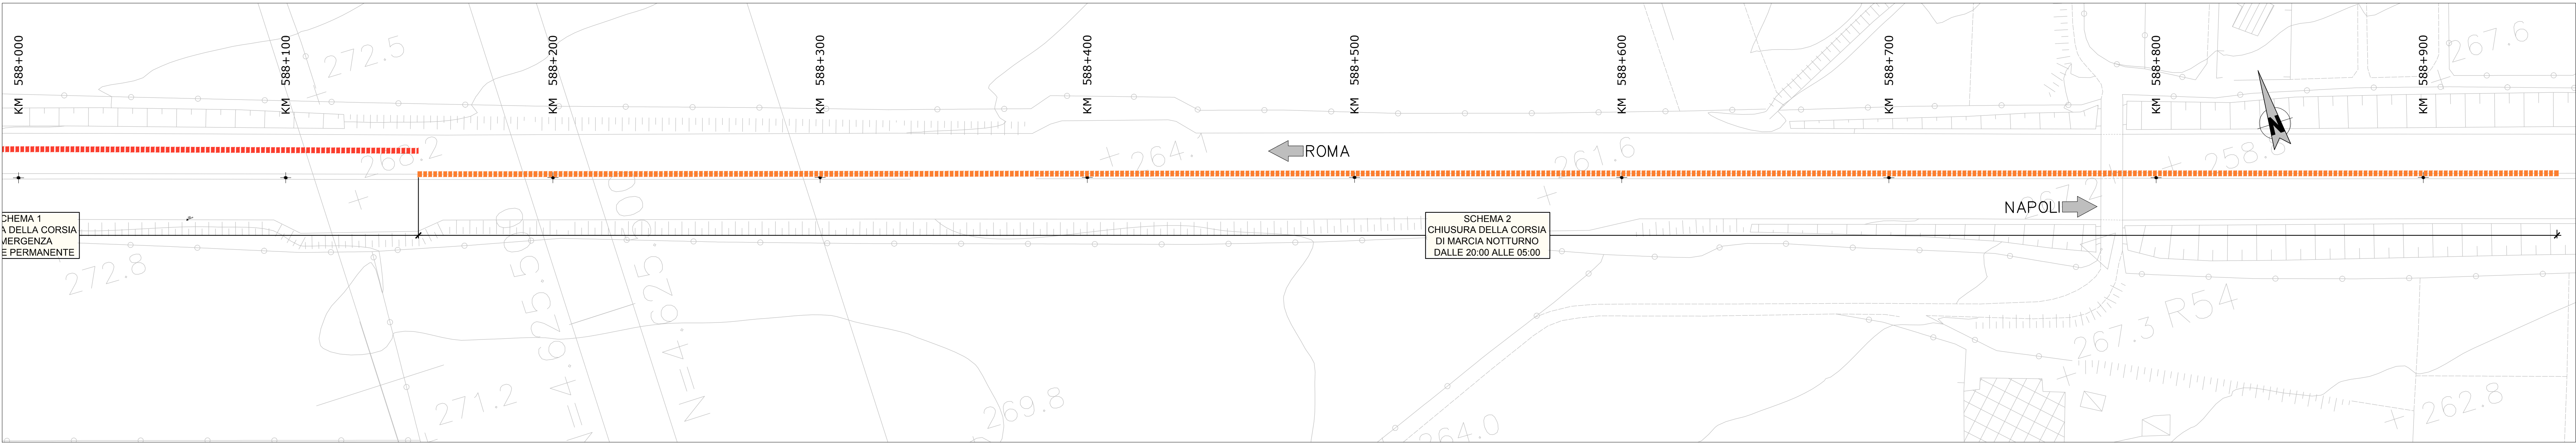 KM 588+000
KM 588+100
KM 588+200
KM 588+300
KM 588+400
KM 588+500
KM 588+600
KM 588+700
KM 588+800
KM 588+900
272.5
267.6
268.2
264.1
261.6
ROMA
NAPOLI
N
CHEMA 1
A DELLA CORSIA
MERGENZA
E PERMANENTE
SCHEMA 2
CHIUSURA DELLA CORSIA
DI MARCIA NOTTURNO
DALLE 20:00 ALLE 05:00
272.8
271.2
269.8
264.0
267.3 R54
262.8